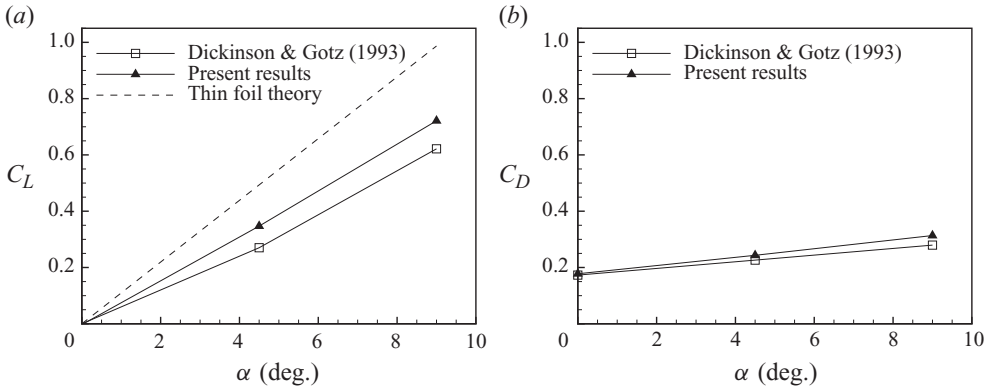 (a)
1.0
0.8
0.6
0.4
0.2
0 2 4 6 8 10
C_L
α (deg.)
Dickinson & Gotz (1993)
Present results
Thin foil theory
(b)
1.0
0.8
0.6
0.4
0.2
0 2 4 6 8 10
C_D
α (deg.)
Dickinson & Gotz (1993)
Present results